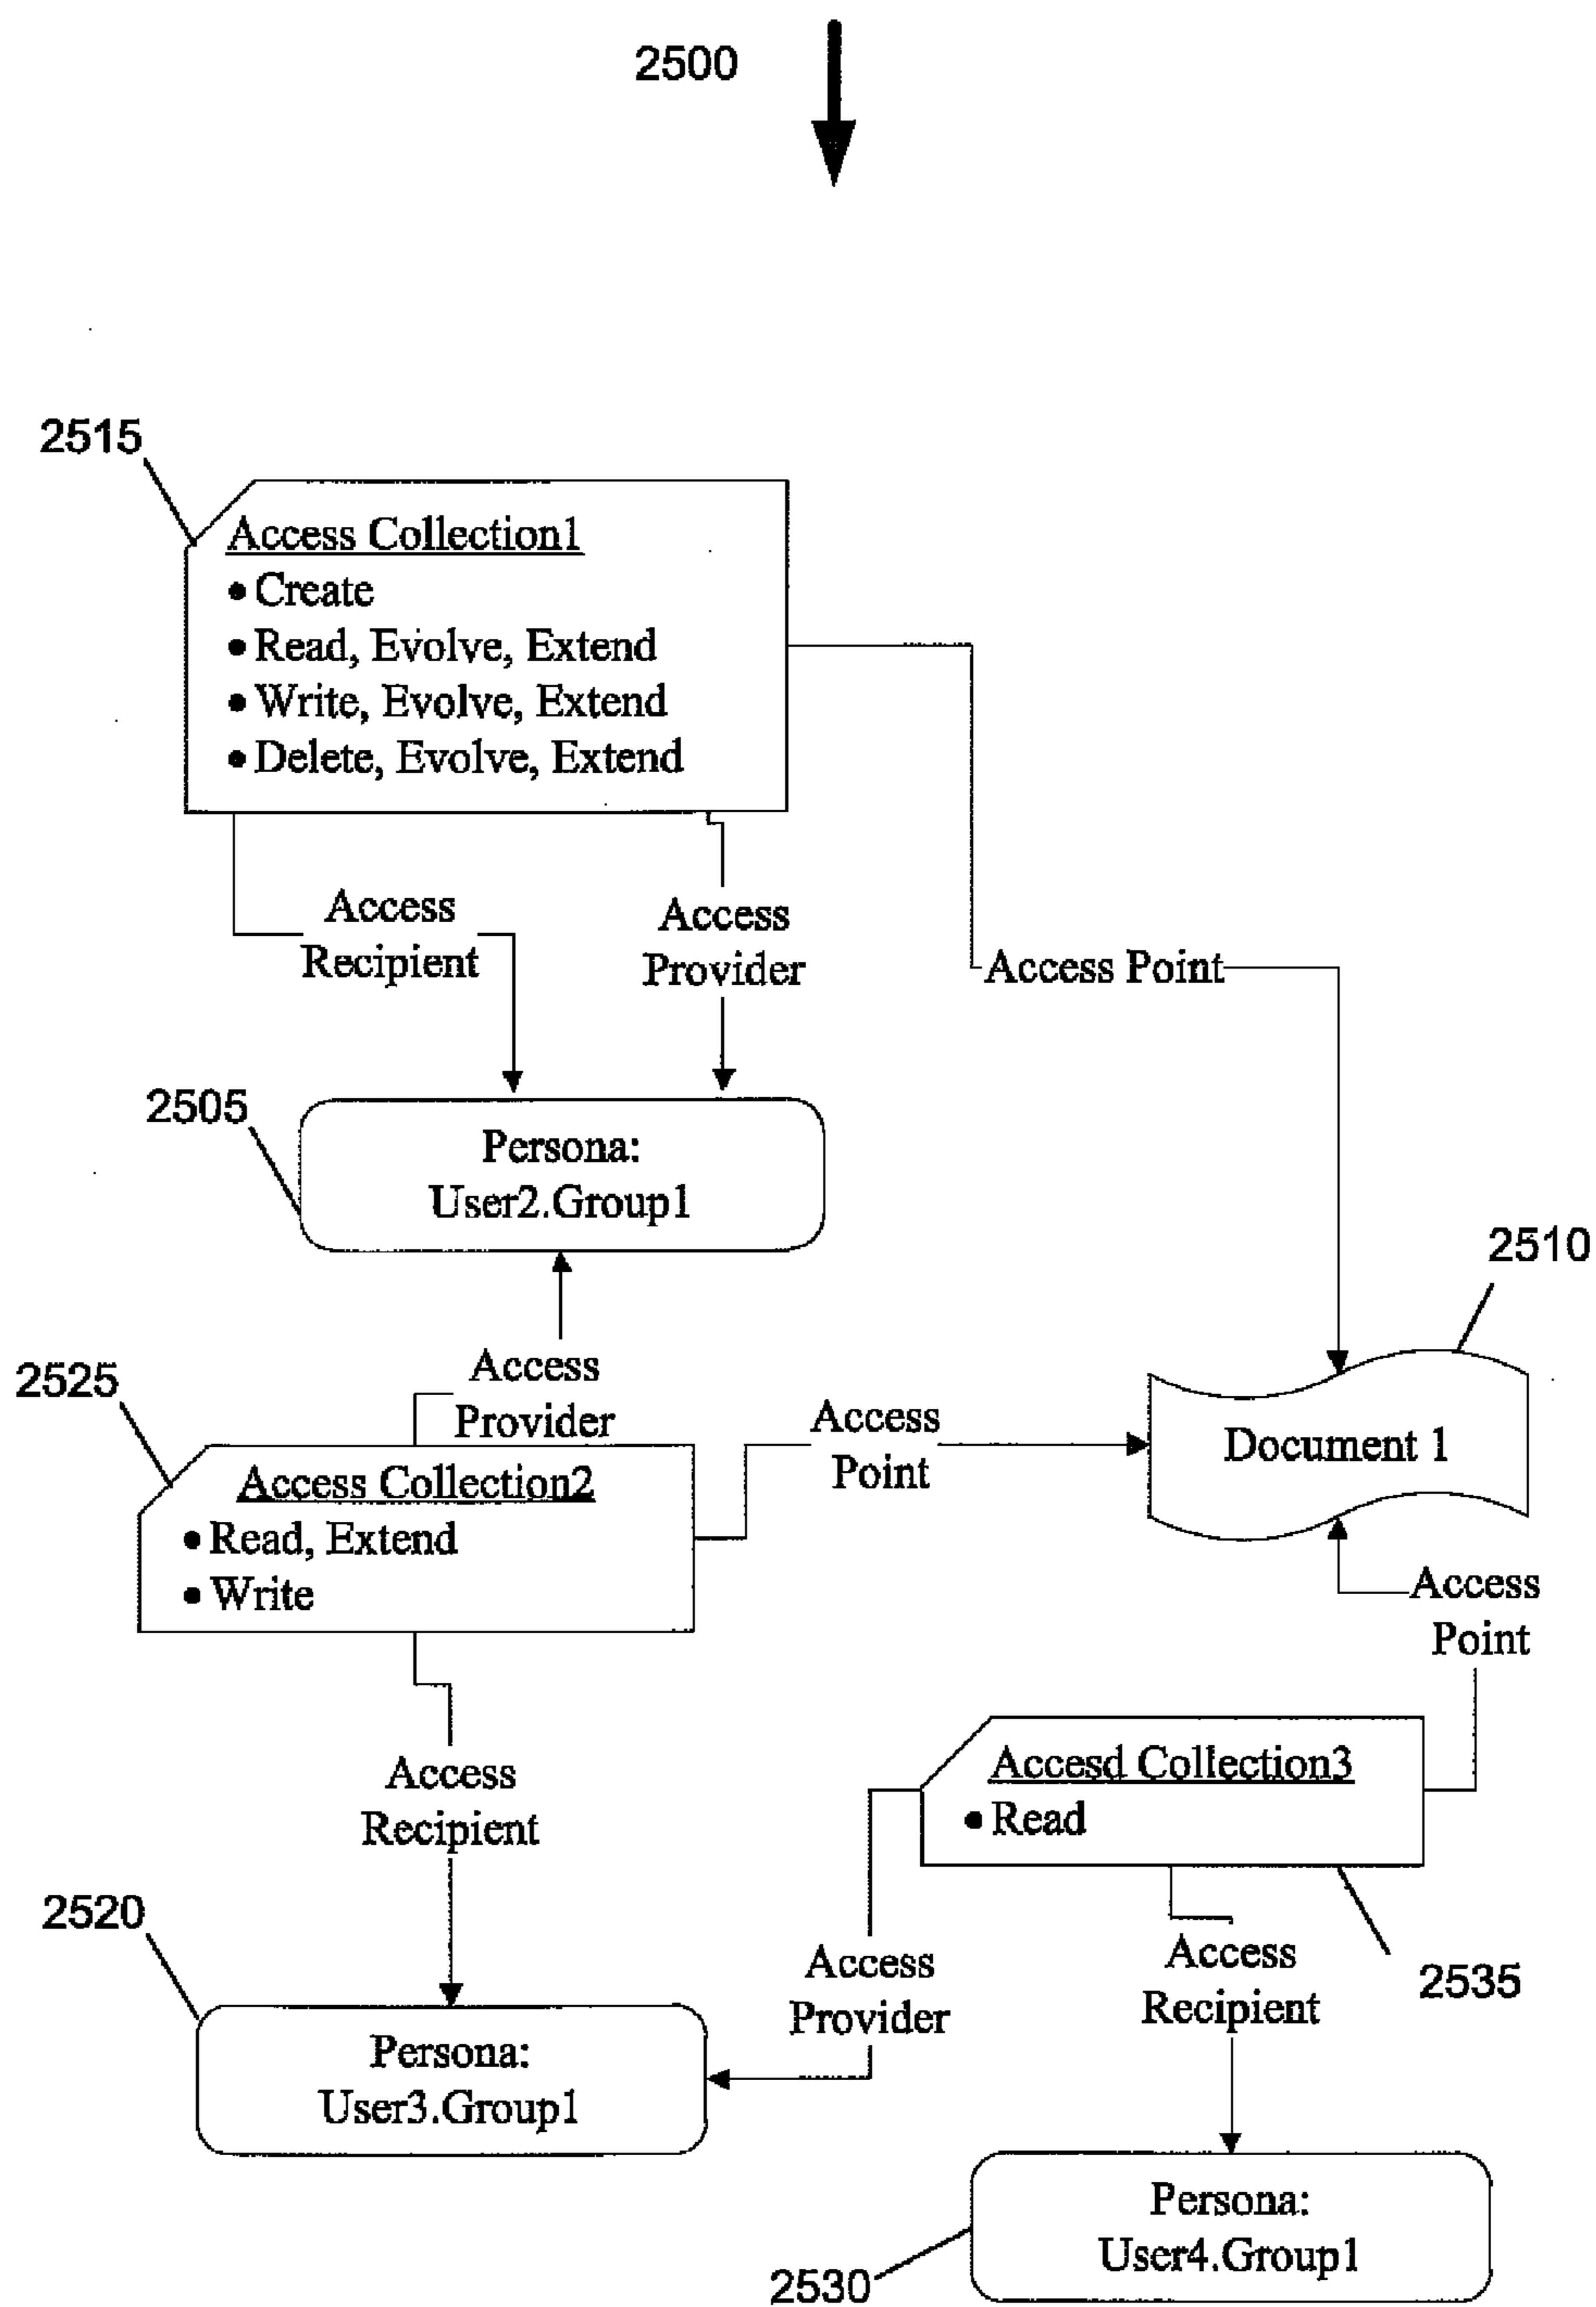 2500
2515
Access Collection1
• Create
• Read, Evolve, Extend
• Write, Evolve, Extend
• Delete, Evolve, Extend
Access
Recipient
Access
Provider
Access Point
2505
Persona:
User2.Group1
2510
2525
Access
Provider
Access
Point
Document 1
Access Collection2
• Read, Extend
• Write
Access
Point
Access
Recipient
Accesd Collection3
• Read
2520
Access
Provider
Access
Recipient
2535
Persona:
User3.Group1
Persona:
User4.Group1
2530